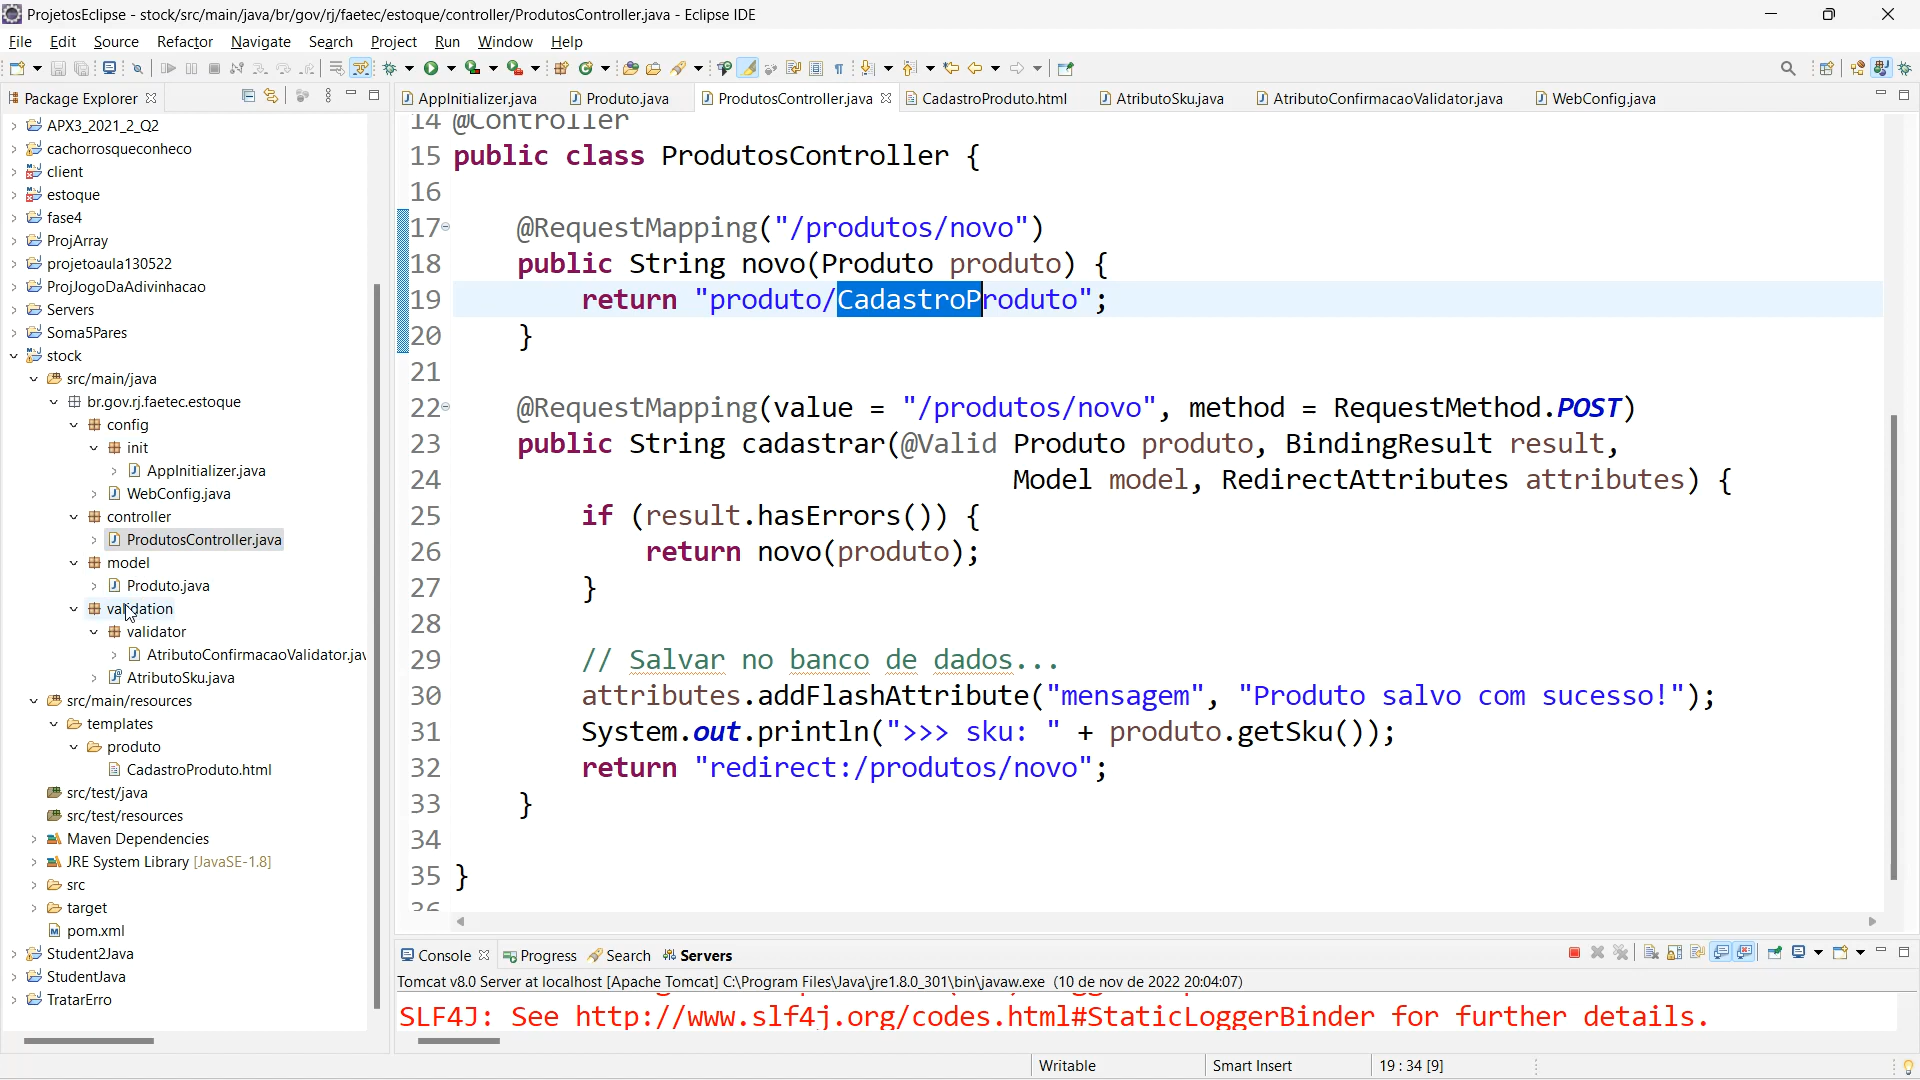 ProjetosEclipse - stock/src/main/java/br/gov/rj/faetec/estoque/controller/ProdutosController.java - Eclipse IDE
File Edit Source Refactor Navigate Search Project Run Window Help
Package Explorer
AppInitializer.java Produto.java ProdutosController.java CadastroProduto.html AtributoSku.java AtributoConfirmacaoValidator.java WebConfig.java
APX3_2021_2_Q2
cachorrosqueconheco
client
estoque
fase4
ProjArray
projetoaula130522
ProjJogoDaAdivinhacao
Servers
Soma5Pares
stock
src/main/java
br.gov.rj.faetec.estoque
config
init
AppInitializer.java
WebConfig.java
controller
ProdutosController.java
model
Produto.java
validation
validator
AtributoConfirmacaoValidator.jav
AtributoSku.java
src/main/resources
templates
produto
CadastroProduto.html
src/test/java
src/test/resources
Maven Dependencies
JRE System Library [JavaSE-1.8]
src
target
pom.xml
Student2Java
StudentJava
TratarErro
14 @Controller
15 public class ProdutosController {
16
17 @RequestMapping("/produtos/novo")
18 public String novo(Produto produto) {
19 return "produto/CadastroProduto";
20 }
21
22 @RequestMapping(value = "/produtos/novo", method = RequestMethod.POST)
23 public String cadastrar(@Valid Produto produto, BindingResult result,
24 Model model, RedirectAttributes attributes) {
25 if (result.hasErrors()) {
26 return novo(produto);
27 }
28
29 // Salvar no banco de dados...
30 attributes.addFlashAttribute("mensagem", "Produto salvo com sucesso!");
31 System.out.println(">>> sku: " + produto.getSku());
32 return "redirect:/produtos/novo";
33 }
34
35 }
36
Console Progress Search Servers
Tomcat v8.0 Server at localhost [Apache Tomcat] C:\Program Files\Java\jre1.8.0_301\bin\javaw.exe (10 de nov de 2022 20:04:07)
SLF4J: See http://www.slf4j.org/codes.html#StaticLoggerBinder for further details.
Writable Smart Insert 19 : 34 [9]